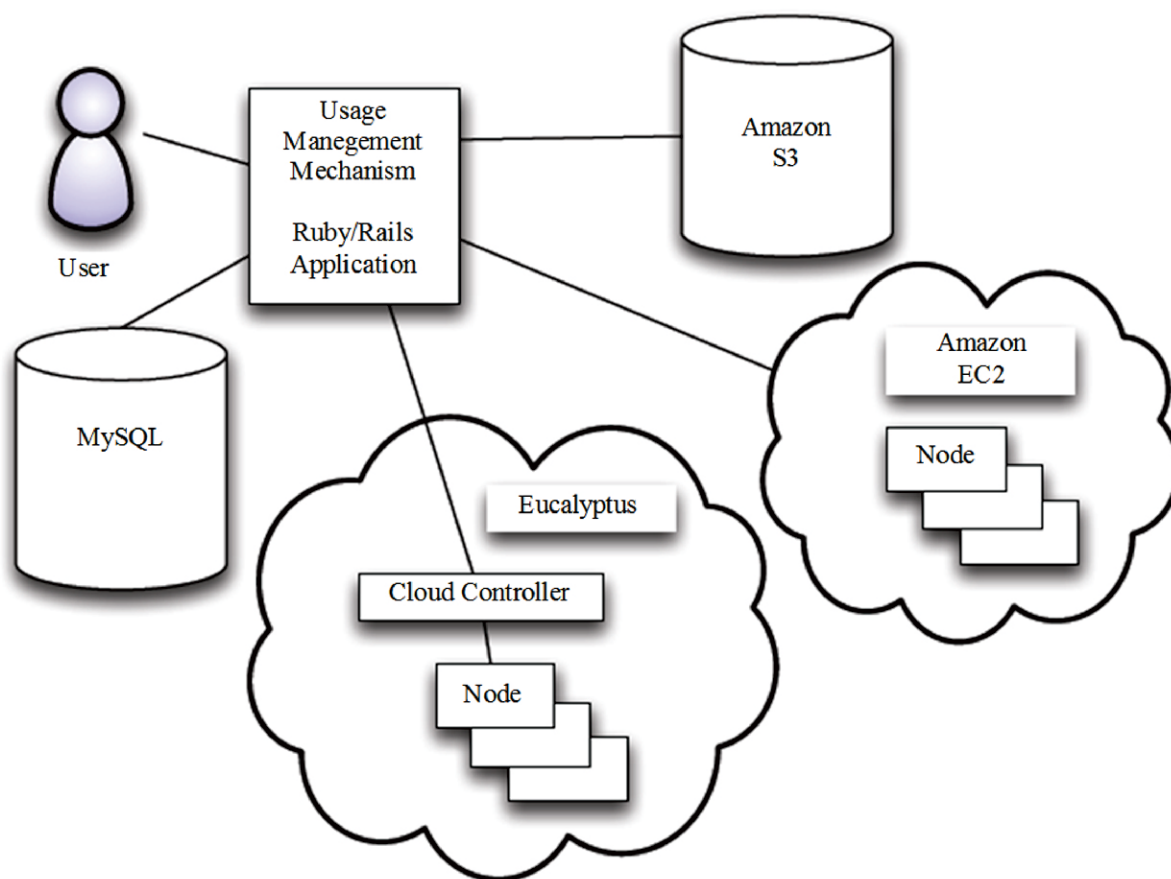 Usage
Manegement
Mechanism
Ruby/Rails
Application
User
Amazon
S3
MySQL
Amazon
EC2
Node
Eucalyptus
Cloud Controller
Node